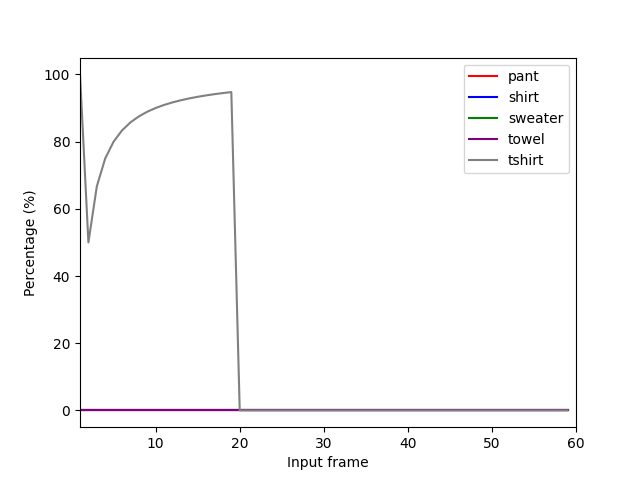 100
80
60
40
20
0
10 20 30 40 50 60
Percentage (%)
Input frame
pant
shirt
sweater
towel
tshirt